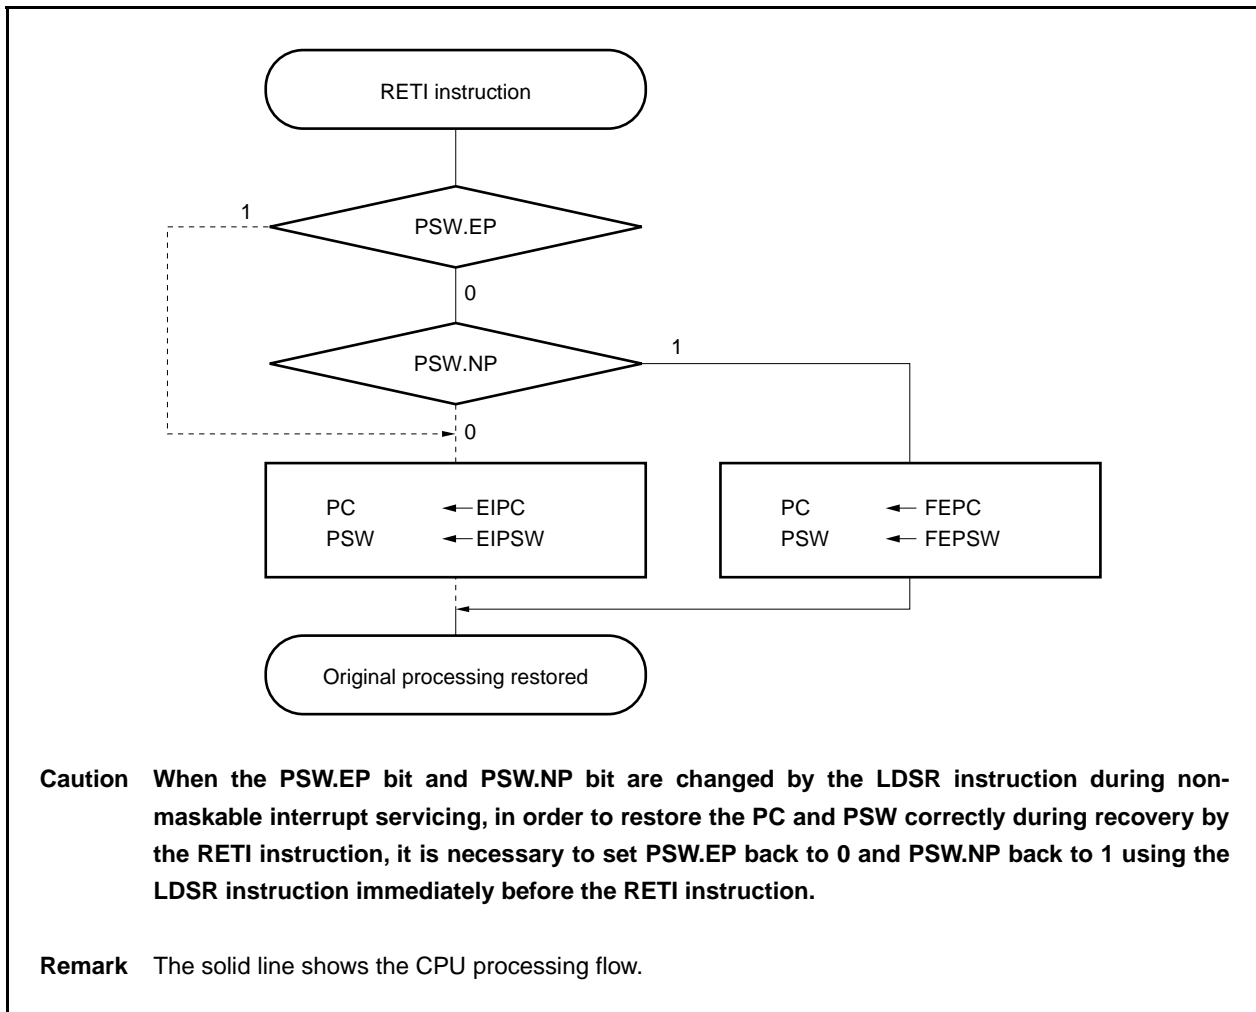 RETI instruction
1
PSW.EP
0
PSW.NP
1
0
PC ← EIPC
PSW ← EIPSW
PC ← FEPC
PSW ← FEPSW
Original processing restored
Caution When the PSW.EP bit and PSW.NP bit are changed by the LDSR instruction during non-
maskable interrupt servicing, in order to restore the PC and PSW correctly during recovery by
the RETI instruction, it is necessary to set PSW.EP back to 0 and PSW.NP back to 1 using the
LDSR instruction immediately before the RETI instruction.
Remark The solid line shows the CPU processing flow.